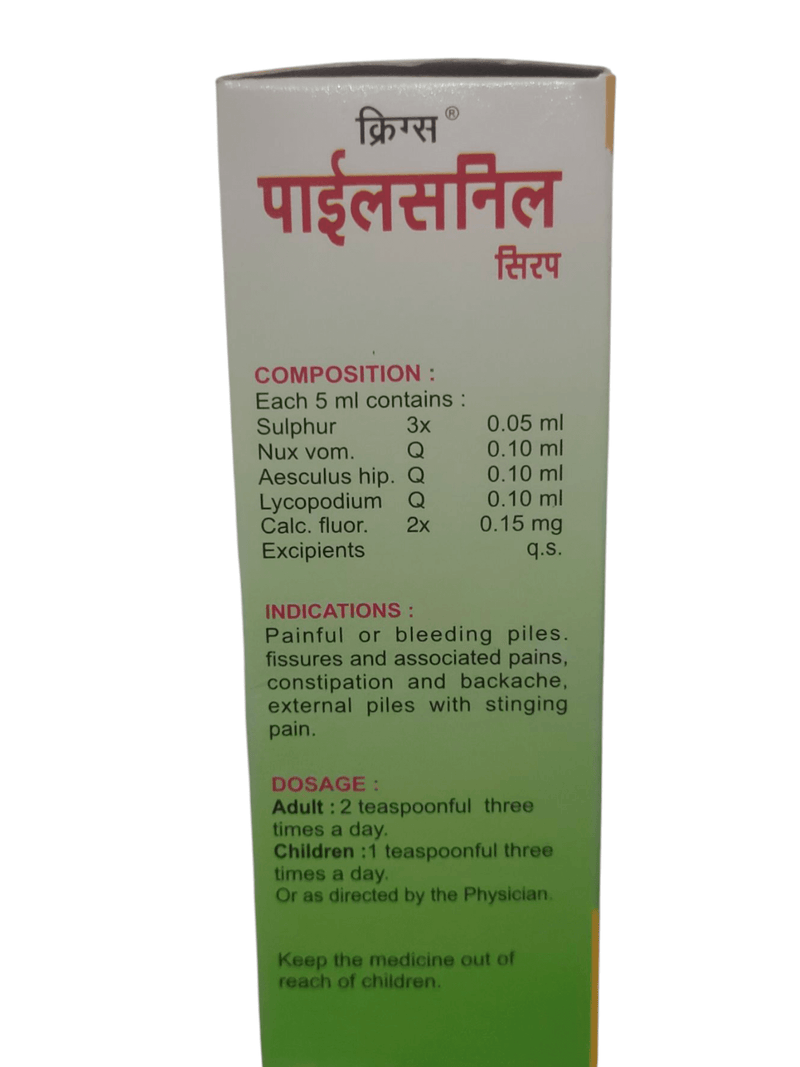 क्रिग्स ®
पाईलसनिल
सिरप
COMPOSITION :
Each 5 ml contains :
Sulphur 3x 0.05 ml
Nux vom. Q 0.10 ml
Aesculus hip. Q 0.10 ml
Lycopodium Q 0.10 ml
Calc. fluor. 2x 0.15 mg
Excipients q.s.
INDICATIONS :
Painful or bleeding piles.
fissures and associated pains,
constipation and backache,
external piles with stinging
pain.
DOSAGE :
Adult : 2 teaspoonful three
times a day.
Children :1 teaspoonful three
times a day.
Or as directed by the Physician.
Keep the medicine out of
reach of children.